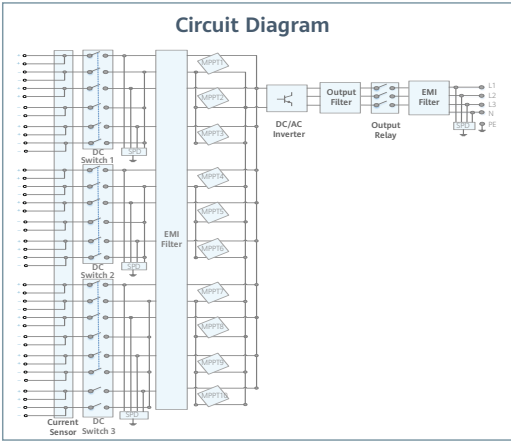 Circuit Diagram
MPPT1
MPPT2
MPPT3
DC
Switch 1
SPD
MPPT4
MPPT5
MPPT6
DC
Switch 2
SPD
EMI
Filter
MPPT7
MPPT8
MPPT9
MPPT10
Current
Sensor
DC
Switch 3
SPD
DC/AC
Inverter
Output
Filter
Output
Relay
EMI
Filter
SPD
L1
L2
L3
N
PE